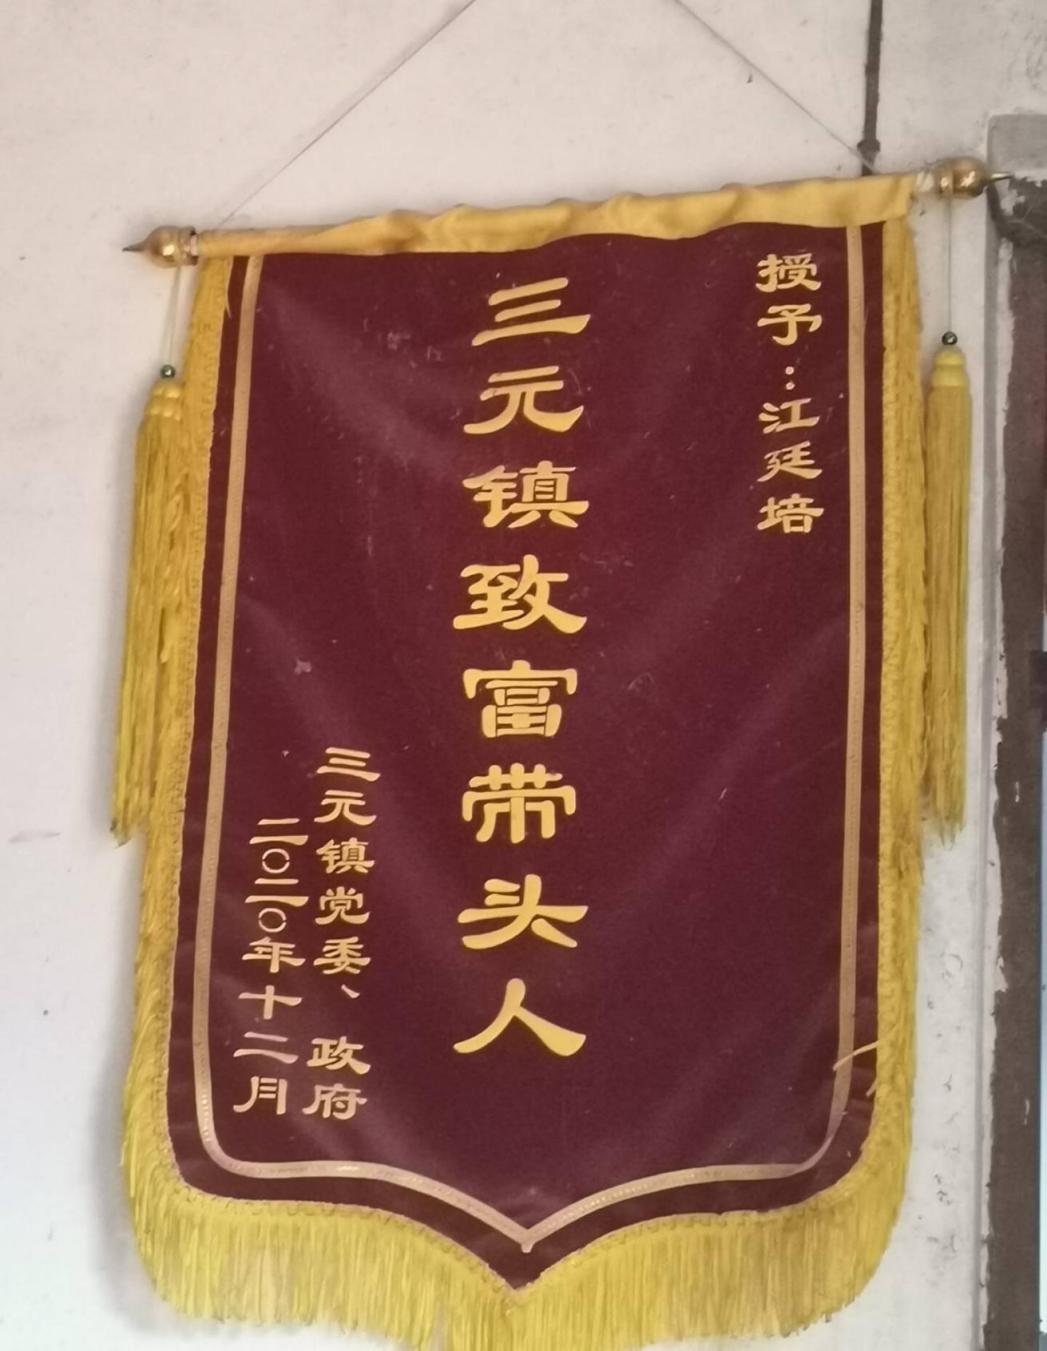 授予：江廷培
三元镇致富带头人
三元镇党委、政府
二〇二〇年十二月